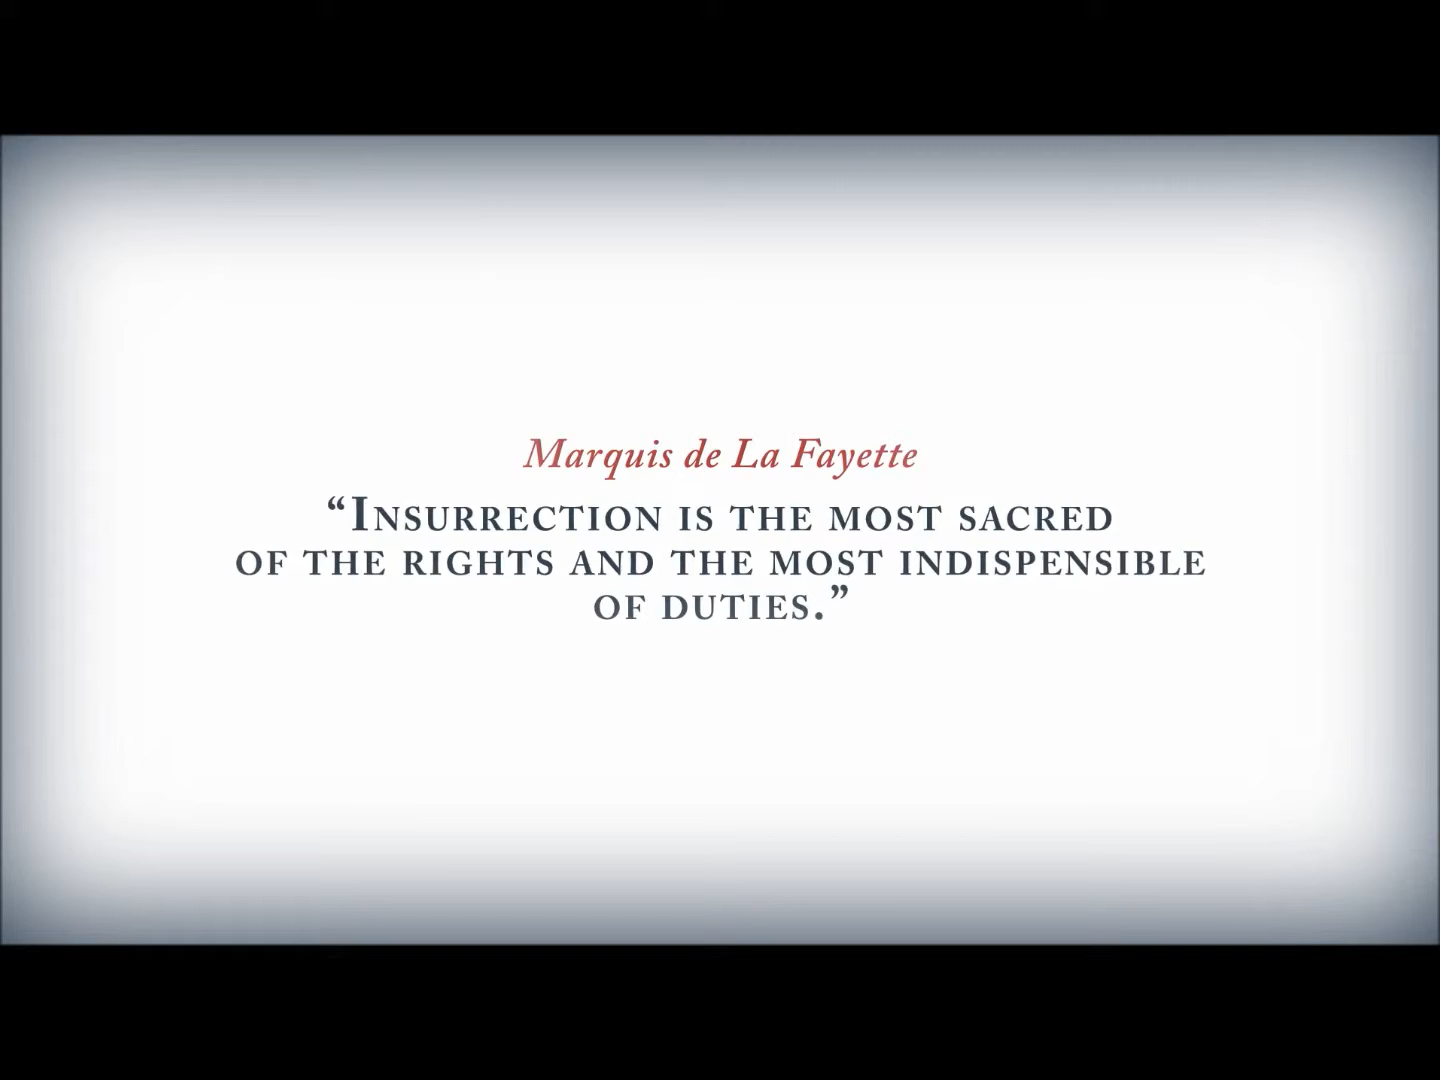 Marquis de La Fayette
“Insurrection is the most sacred
of the rights and the most indispensible
of duties.”